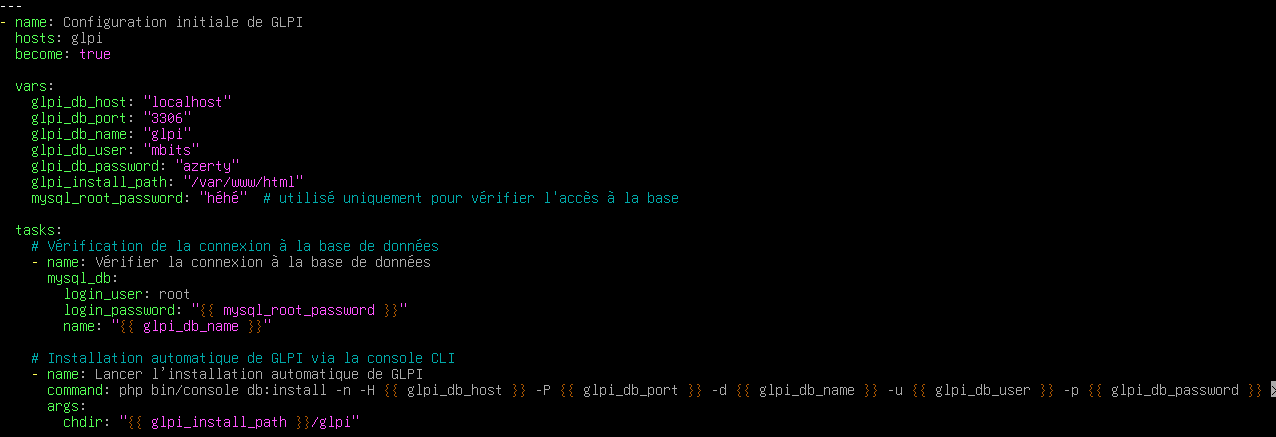 ---
- name: Configuration initiale de GLPI
  hosts: glpi
  become: true

  vars:
    glpi_db_host: "localhost"
    glpi_db_port: "3306"
    glpi_db_name: "glpi"
    glpi_db_user: "mbits"
    glpi_db_password: "azerty"
    glpi_install_path: "/var/www/html"
    mysql_root_password: "héhé"  # utilisé uniquement pour vérifier l'accès à la base

  tasks:
    # Vérification de la connexion à la base de données
    - name: Vérifier la connexion à la base de données
      mysql_db:
        login_user: root
        login_password: "{{ mysql_root_password }}"
        name: "{{ glpi_db_name }}"

    # Installation automatique de GLPI via la console CLI
    - name: Lancer l’installation automatique de GLPI
      command: php bin/console db:install -n -H {{ glpi_db_host }} -P {{ glpi_db_port }} -d {{ glpi_db_name }} -u {{ glpi_db_user }} -p {{ glpi_db_password }} >
      args:
        chdir: "{{ glpi_install_path }}/glpi"